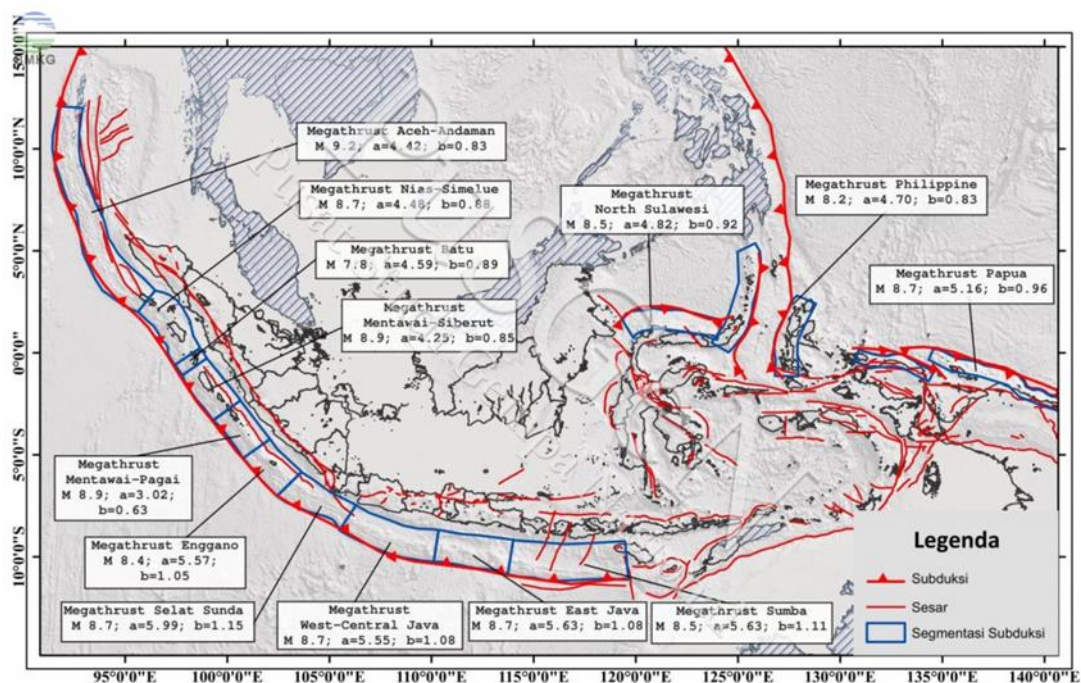 MKG
Megathrust Aceh-Andaman
M 9.2; a=4.42; b=0.83
Megathrust Nias-Simelue
M 8.7; a=4.48; b=0.88
Megathrust Batu
M 7.8; a=4.59; b=0.89
Megathrust
Mentawai-Siberut
M 8.9; a=4.25; b=0.85
Megathrust
North Sulawesi
M 8.5; a=4.82; b=0.92
Megathrust Philippine
M 8.2; a=4.70; b=0.83
Megathrust Papua
M 8.7; a=5.16; b=0.96
Megathrust
Mentawai-Pagai
M 8.9; a=3.02;
b=0.63
Megathrust Enggano
M 8.4; a=5.57;
b=1.05
Megathrust Selat Sunda
M 8.7; a=5.99; b=1.15
Megathrust
West-Central Java
M 8.7; a=5.55; b=1.08
Megathrust East Java
M 8.7; a=5.63; b=1.08
Megathrust Sumba
M 8.5; a=5.63; b=1.11
Legenda
Subduksi
Sesar
Segmentasi Subduksi
15°0'0"N
10°0'0"N
5°0'0"N
0°0'0"N
5°0'0"S
10°0'0"S
95°0'0"E
100°0'0"E
105°0'0"E
110°0'0"E
115°0'0"E
120°0'0"E
125°0'0"E
130°0'0"E
135°0'0"E
140°0'0"E